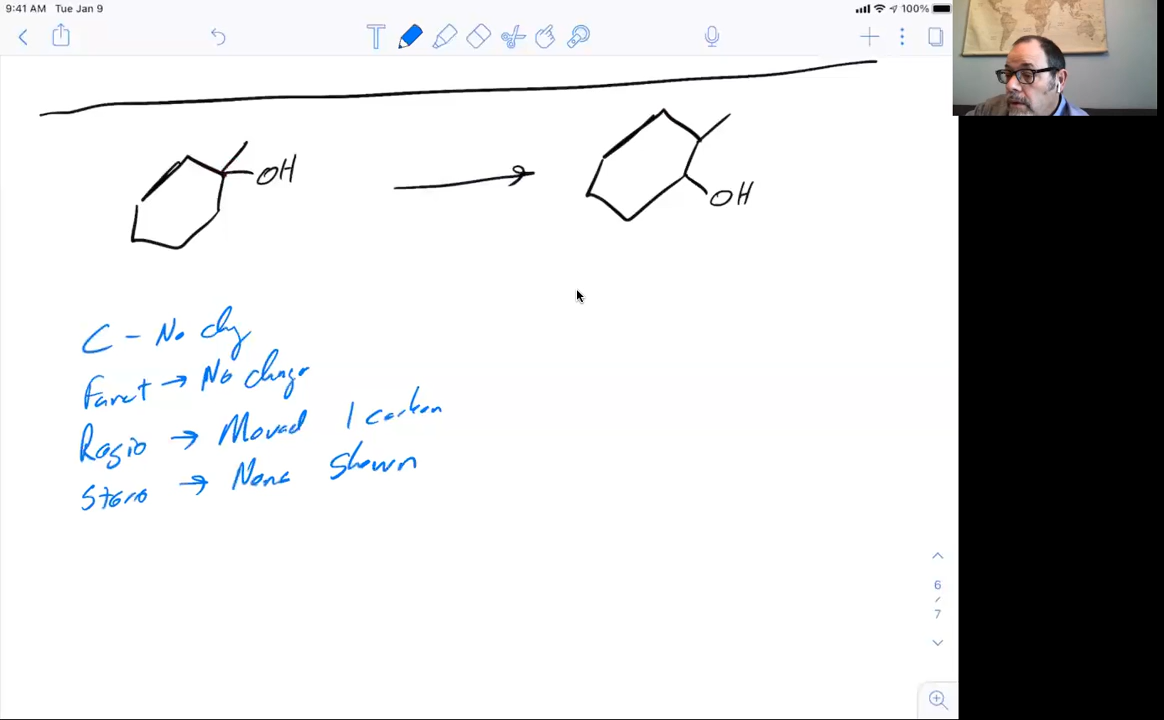 9:41 AM Tue Jan 9
100%
T
OH
OH
C - No chg
Funct → No change
Regio → Moved 1 carbon
Stereo → None shown
6
/
7